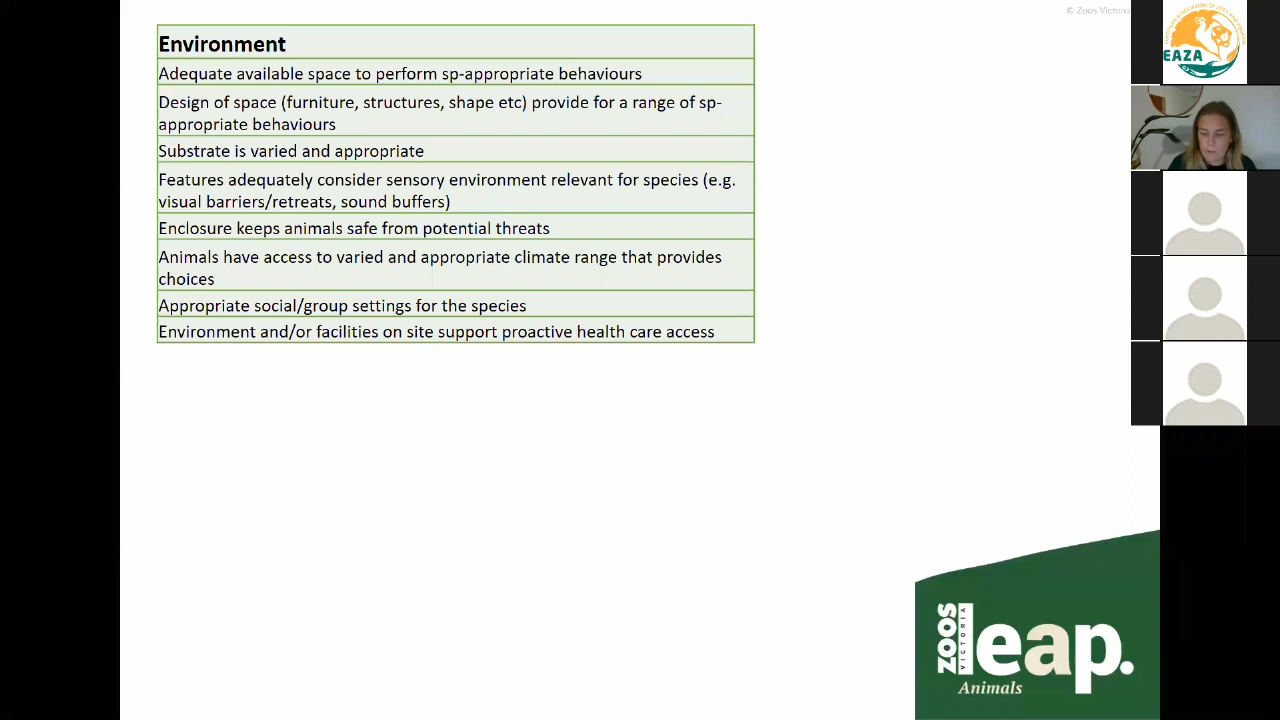 © Zoos Victoria
Environment
Adequate available space to perform sp-appropriate behaviours
Design of space (furniture, structures, shape etc) provide for a range of sp-
appropriate behaviours
Substrate is varied and appropriate
Features adequately consider sensory environment relevant for species (e.g.
visual barriers/retreats, sound buffers)
Enclosure keeps animals safe from potential threats
Animals have access to varied and appropriate climate range that provides
choices
Appropriate social/group settings for the species
Environment and/or facilities on site support proactive health care access
EAZA
ZOOS
VICTORIA
leap.
Animals